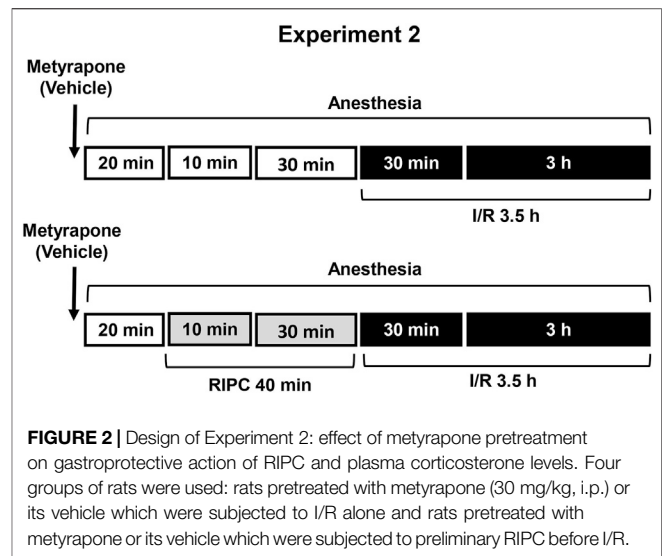 Experiment 2
Metyrapone
(Vehicle)
Anesthesia
20 min 10 min 30 min 30 min 3 h
I/R 3.5 h
Metyrapone
(Vehicle)
Anesthesia
20 min 10 min 30 min 30 min 3 h
RIPC 40 min I/R 3.5 h
FIGURE 2 | Design of Experiment 2: effect of metyrapone pretreatment
on gastroprotective action of RIPC and plasma corticosterone levels. Four
groups of rats were used: rats pretreated with metyrapone (30 mg/kg, i.p.) or
its vehicle which were subjected to I/R alone and rats pretreated with
metyrapone or its vehicle which were subjected to preliminary RIPC before I/R.